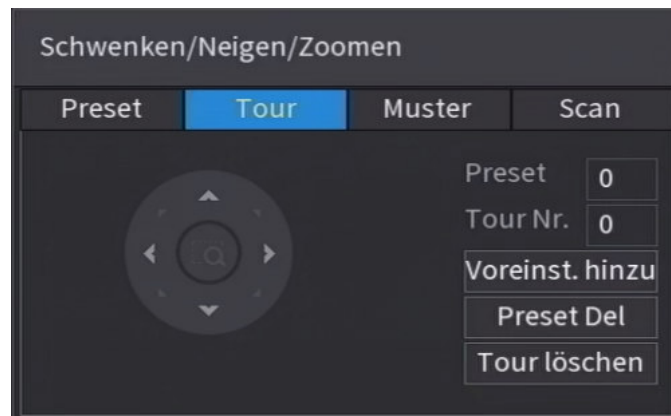 Schwenken/Neigen/Zoomen
Preset Tour Muster Scan
Preset 0
Tour Nr. 0
Voreinst. hinzu
Preset Del
Tour löschen